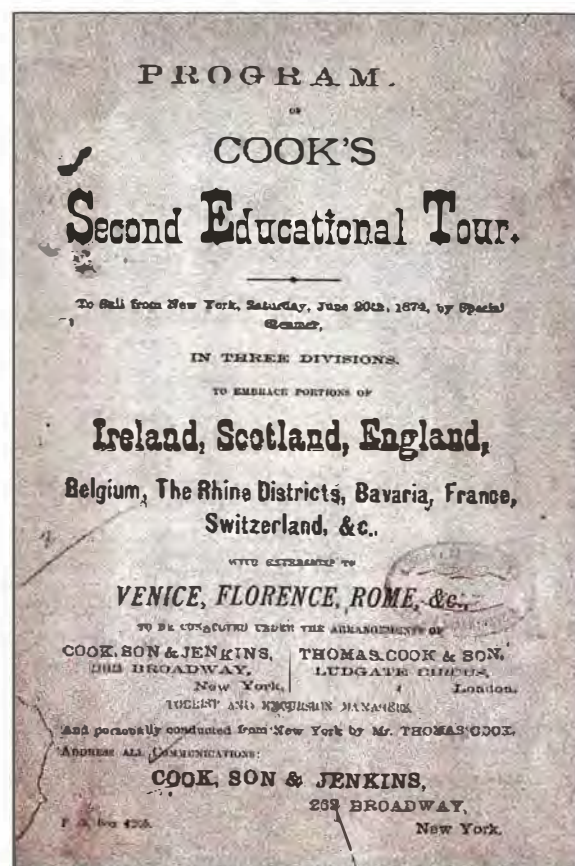 PROGRAM.
OF
COOK'S
Second Educational Tour.
To Sail from New York, Saturday, June 20th, 1874, by Special
Steamer,
IN THREE DIVISIONS.
TO EMBRACE PORTIONS OF
Ireland, Scotland, England,
Belgium, The Rhine Districts, Bavaria, France,
Switzerland, &c.,
WITH EXTENSIONS TO
VENICE, FLORENCE, ROME, &c.,
TO BE CONDUCTED UNDER THE ARRANGEMENTS OF
COOK, SON & JENKINS,
BROADWAY,
New York,
THOMAS COOK & SON,
LUDGATE CIRCUS,
London.
TOURIST AND EXCURSION MANAGERS,
And personally conducted from New York by Mr. THOMAS COOK.
ADDRESS ALL COMMUNICATIONS:
COOK, SON & JENKINS,
262 BROADWAY,
New York.
P. O. Box